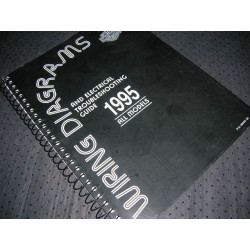 WIRING DIAGRAMS
AND ELECTRICAL
TROUBLESHOOTING
GUIDE
1995
ALL MODELS